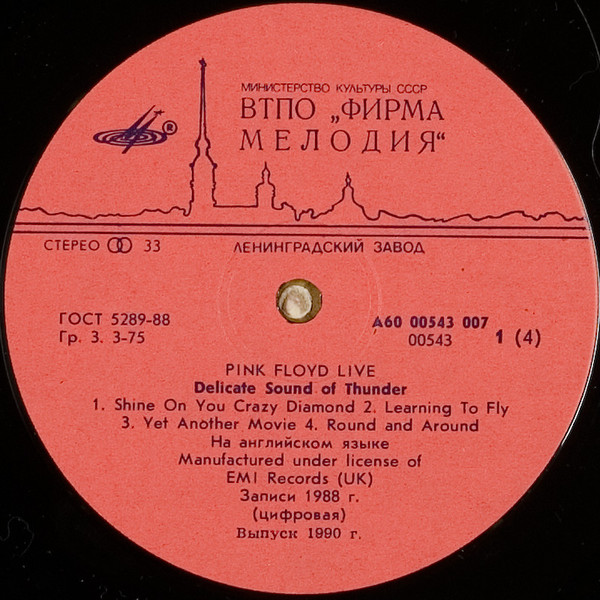 МИНИСТЕРСТВО КУЛЬТУРЫ СССР
ВТПО „ФИРМА
МЕЛОДИЯ“
®
СТЕРЕО 33
ЛЕНИНГРАДСКИЙ ЗАВОД
ГОСТ 5289-88
Гр. 3. 3-75
А60 00543 007
00543
1 (4)
PINK FLOYD LIVE
Delicate Sound of Thunder
1. Shine On You Crazy Diamond 2. Learning To Fly
3. Yet Another Movie 4. Round and Around
На английском языке
Manufactured under license of
EMI Records (UK)
Записи 1988 г.
(цифровая)
Выпуск 1990 г.